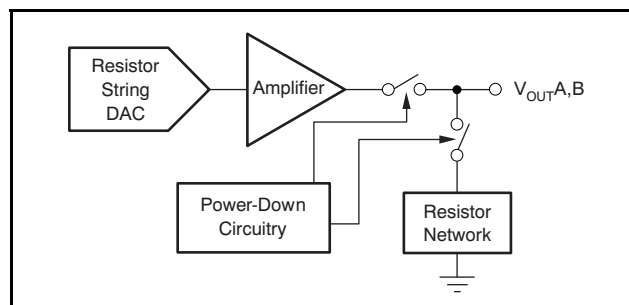 Resistor
String
DAC
Amplifier
V_OUTA,B
Power-Down
Circuitry
Resistor
Network